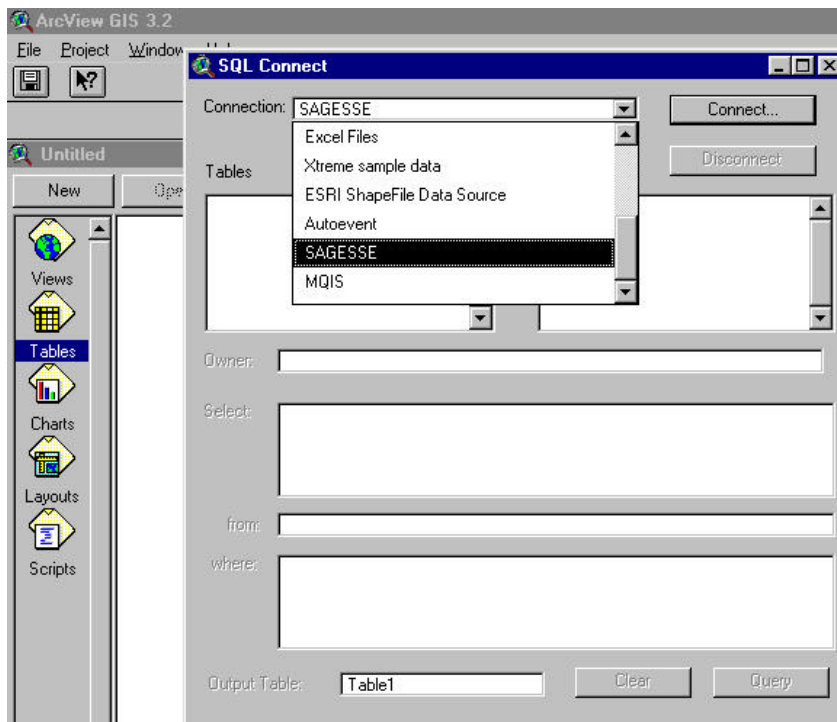 ArcView GIS 3.2
File Project Window
SQL Connect
Connection: SAGESSE
Connect...
Excel Files
Xtreme sample data
ESRI ShapeFile Data Source
Autoevent
SAGESSE
MQIS
Disconnect
Tables
Untitled
New
Ope
Views
Tables
Charts
Layouts
Scripts
Owner:
Select:
from:
where:
Output Table: Table1
Clear
Query